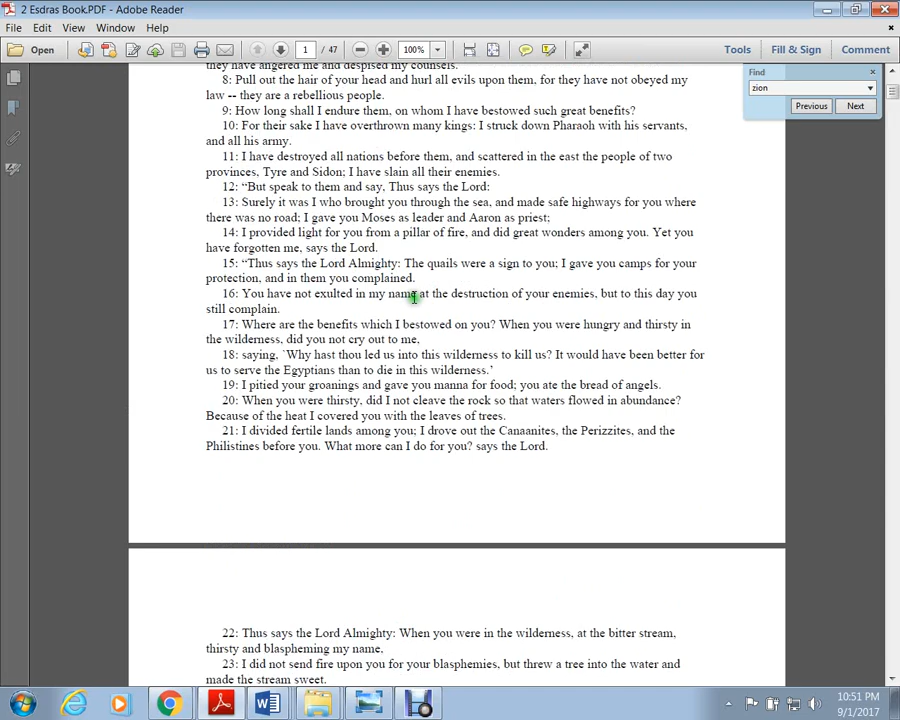 2 Esdras Book.PDF - Adobe Reader
File Edit View Window Help
Open 1 / 47 100% Tools Fill & Sign Comment
Find
zion
Previous Next
they have angered me and despised my counsels.
8: Pull out the hair of your head and hurl all evils upon them, for they have not obeyed my
law -- they are a rebellious people.
9: How long shall I endure them, on whom I have bestowed such great benefits?
10: For their sake I have overthrown many kings: I struck down Pharaoh with his servants,
and all his army.
11: I have destroyed all nations before them, and scattered in the east the people of two
provinces, Tyre and Sidon; I have slain all their enemies.
12: “But speak to them and say, Thus says the Lord:
13: Surely it was I who brought you through the sea, and made safe highways for you where
there was no road; I gave you Moses as leader and Aaron as priest;
14: I provided light for you from a pillar of fire, and did great wonders among you. Yet you
have forgotten me, says the Lord.
15: “Thus says the Lord Almighty: The quails were a sign to you; I gave you camps for your
protection, and in them you complained.
16: You have not exulted in my name at the destruction of your enemies, but to this day you
still complain.
17: Where are the benefits which I bestowed on you? When you were hungry and thirsty in
the wilderness, did you not cry out to me,
18: saying, `Why hast thou led us into this wilderness to kill us? It would have been better for
us to serve the Egyptians than to die in this wilderness.’
19: I pitied your groanings and gave you manna for food; you ate the bread of angels.
20: When you were thirsty, did I not cleave the rock so that waters flowed in abundance?
Because of the heat I covered you with the leaves of trees.
21: I divided fertile lands among you; I drove out the Canaanites, the Perizzites, and the
Philistines before you. What more can I do for you? says the Lord.
22: Thus says the Lord Almighty: When you were in the wilderness, at the bitter stream,
thirsty and blaspheming my name,
23: I did not send fire upon you for your blasphemies, but threw a tree into the water and
made the stream sweet.
10:51 PM
9/1/2017